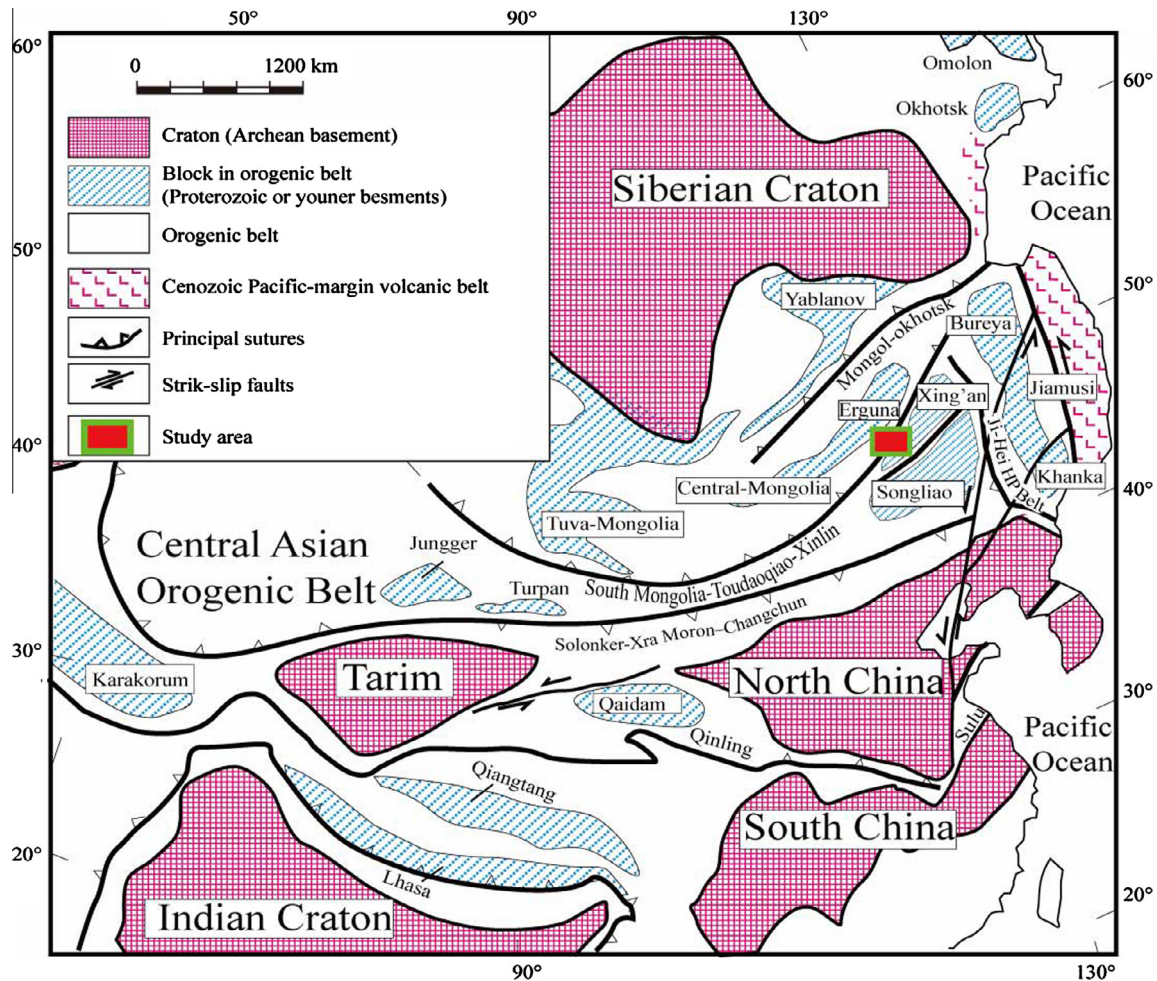 50°
90°
130°
60°
0
1200 km
Craton (Archean basement)
Block in orogenic belt
(Proterozoic or youner besments)
Orogenic belt
Cenozoic Pacific-margin volcanic belt
Principal sutures
Strik-slip faults
Study area
Omolon
Okhotsk
60°
Siberian Craton
Pacific
Ocean
50°
50°
Yablanov
Mongol-okhotsk
Bureya
Erguna
Xing'an
Jiamusi
40°
Ji-Hei HP Belt
Khanka
Central-Mongolia
Songliao
40°
Tuva-Mongolia
Central Asian
Orogenic Belt
Jungger
Turpan
South Mongolia-Toudaoqiao-Xinlin
Solonker-Xra Moron–Changchun
30°
Karakorum
Tarim
North China
30°
Qaidam
Qinling
Sulu
Pacific
Ocean
Qiangtang
South China
20°
Lhasa
Indian Craton
20°
90°
130°